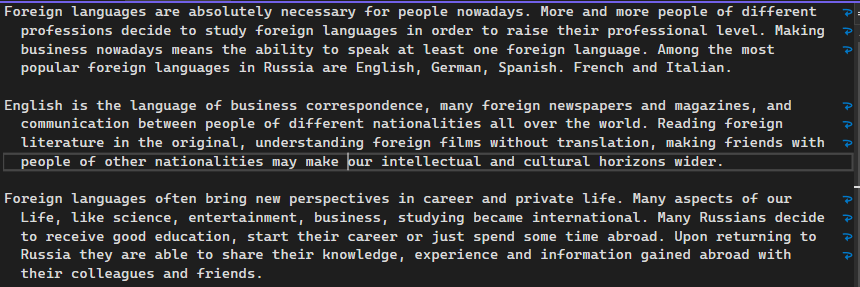 Foreign languages are absolutely necessary for people nowadays. More and more people of different
professions decide to study foreign languages in order to raise their professional level. Making
business nowadays means the ability to speak at least one foreign language. Among the most
popular foreign languages in Russia are English, German, Spanish. French and Italian.

English is the language of business correspondence, many foreign newspapers and magazines, and
communication between people of different nationalities all over the world. Reading foreign
literature in the original, understanding foreign films without translation, making friends with
people of other nationalities may make our intellectual and cultural horizons wider.

Foreign languages often bring new perspectives in career and private life. Many aspects of our
Life, like science, entertainment, business, studying became international. Many Russians decide
to receive good education, start their career or just spend some time abroad. Upon returning to
Russia they are able to share their knowledge, experience and information gained abroad with
their colleagues and friends.